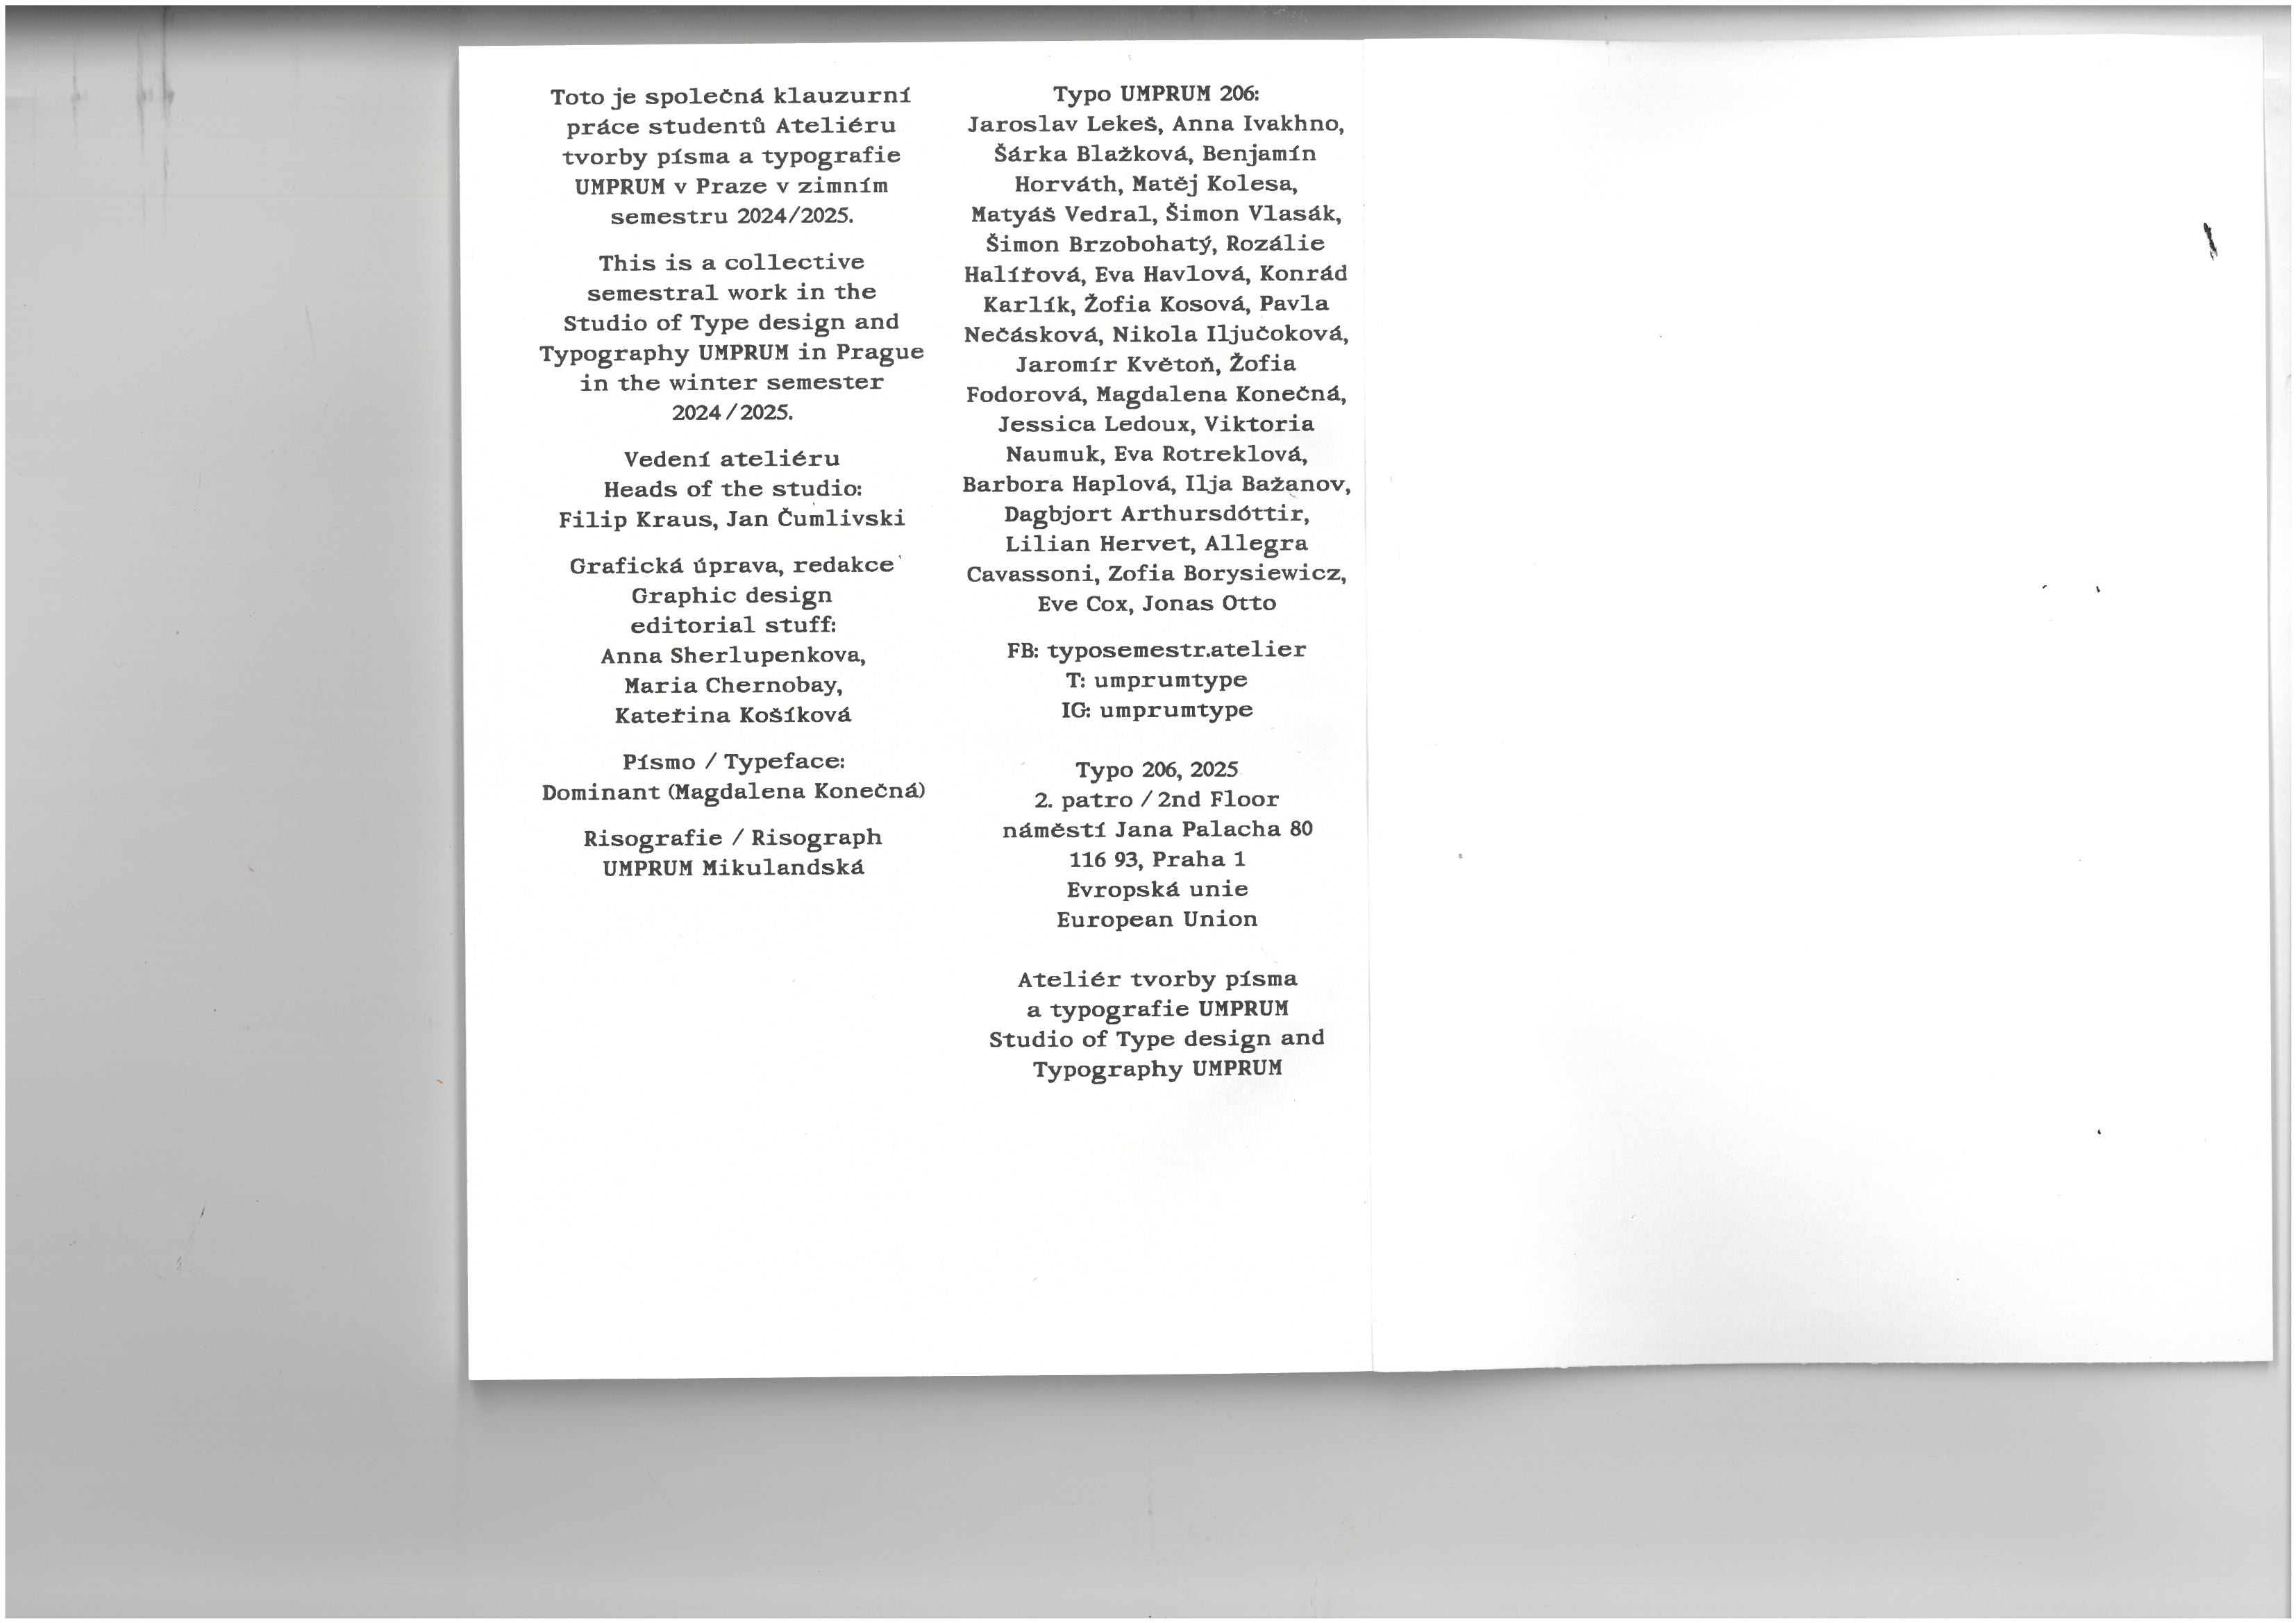 Toto je společná klauzurní
práce studentů Ateliéru
tvorby písma a typografie
UMPRUM v Praze v zimním
semestru 2024/2025.
This is a collective
semestral work in the
Studio of Type design and
Typography UMPRUM in Prague
in the winter semester
2024/2025.
Vedení ateliéru
Heads of the studio:
Filip Kraus, Jan Čumlivski
Grafická úprava, redakce
Graphic design
editorial stuff:
Anna Sherlupenkova,
Maria Chernobay,
Kateřina Košíková
Písmo / Typeface:
Dominant (Magdalena Konečná)
Risografie / Risograph
UMPRUM Mikulandská
Typo UMPRUM 206:
Jaroslav Lekeš, Anna Ivakhno,
Šárka Blažková, Benjamín
Horváth, Matěj Kolesa,
Matyáš Vedral, Šimon Vlasák,
Šimon Brzobohatý, Rozálie
Halířová, Eva Havlová, Konrád
Karlík, Žofia Kosová, Pavla
Nečásková, Nikola Iljučoková,
Jaromír Květoň, Žofia
Fodorová, Magdalena Konečná,
Jessica Ledoux, Viktoria
Naumuk, Eva Rotreklová,
Barbora Haplová, Ilja Bažanov,
Dagbjort Arthursdóttir,
Lilian Hervet, Allegra
Cavassoni, Zofia Borysiewicz,
Eve Cox, Jonas Otto
FB: typosemestr.atelier
T: umprumtype
IG: umprumtype
Typo 206, 2025
2. patro / 2nd Floor
náměstí Jana Palacha 80
116 93, Praha 1
Evropská unie
European Union
Ateliér tvorby písma
a typografie UMPRUM
Studio of Type design and
Typography UMPRUM